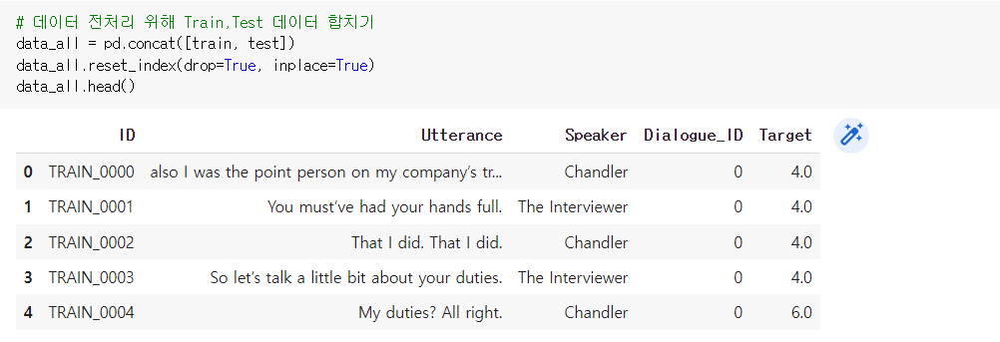 # 데이터 전처리 위해 Train,Test 데이터 합치기
data_all = pd.concat([train, test])
data_all.reset_index(drop=True, inplace=True)
data_all.head()
ID Utterance Speaker Dialogue_ID Target
0 TRAIN_0000 also I was the point person on my company’s tr... Chandler 0 4.0
1 TRAIN_0001 You must’ve had your hands full. The Interviewer 0 4.0
2 TRAIN_0002 That I did. That I did. Chandler 0 4.0
3 TRAIN_0003 So let’s talk a little bit about your duties. The Interviewer 0 4.0
4 TRAIN_0004 My duties? All right. Chandler 0 6.0